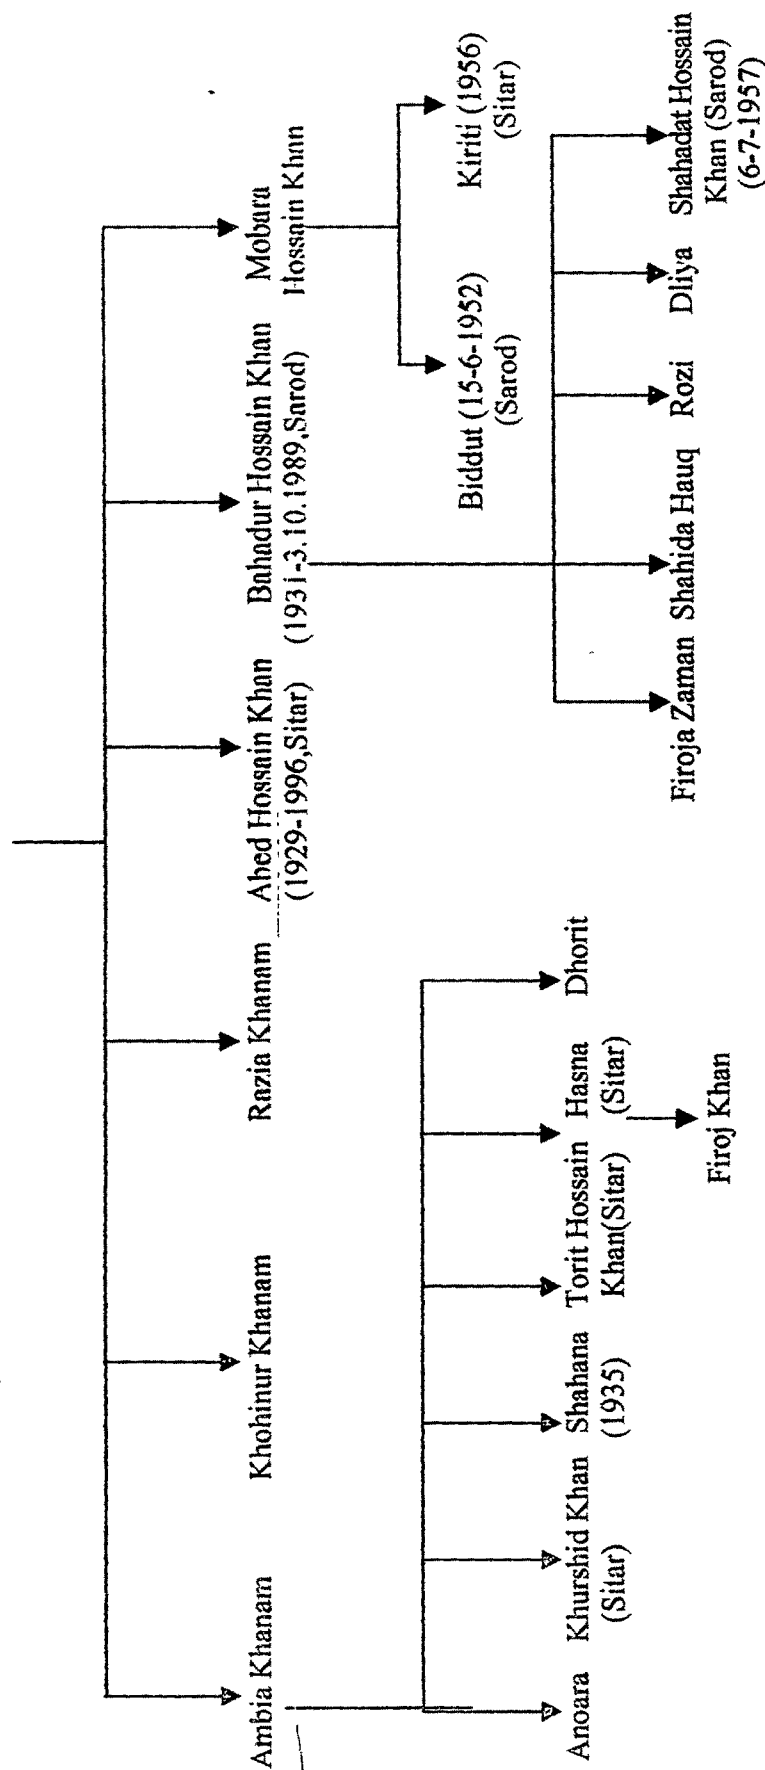 Ambia Khanam
Khohinur Khanam
Razia Khanam
Abed Hossain Khan
(1929-1996,Sitar)
Bahadur Hossain Khan
(1931-3.10.1989,Sarod)
Mobara
Hossain Khan
Biddut (15-6-1952)
(Sarod)
Kiriti (1956)
(Sitar)
Anoara
Khurshid Khan
(Sitar)
Shahana
(1935)
Torit Hossain
Khan(Sitar)
Hasna
(Sitar)
Dhorit
Firoj Khan
Firoja Zaman
Shahida Hauq
Rozi
Dliya
Shahadat Hossain
Khan (Sarod)
(6-7-1957)